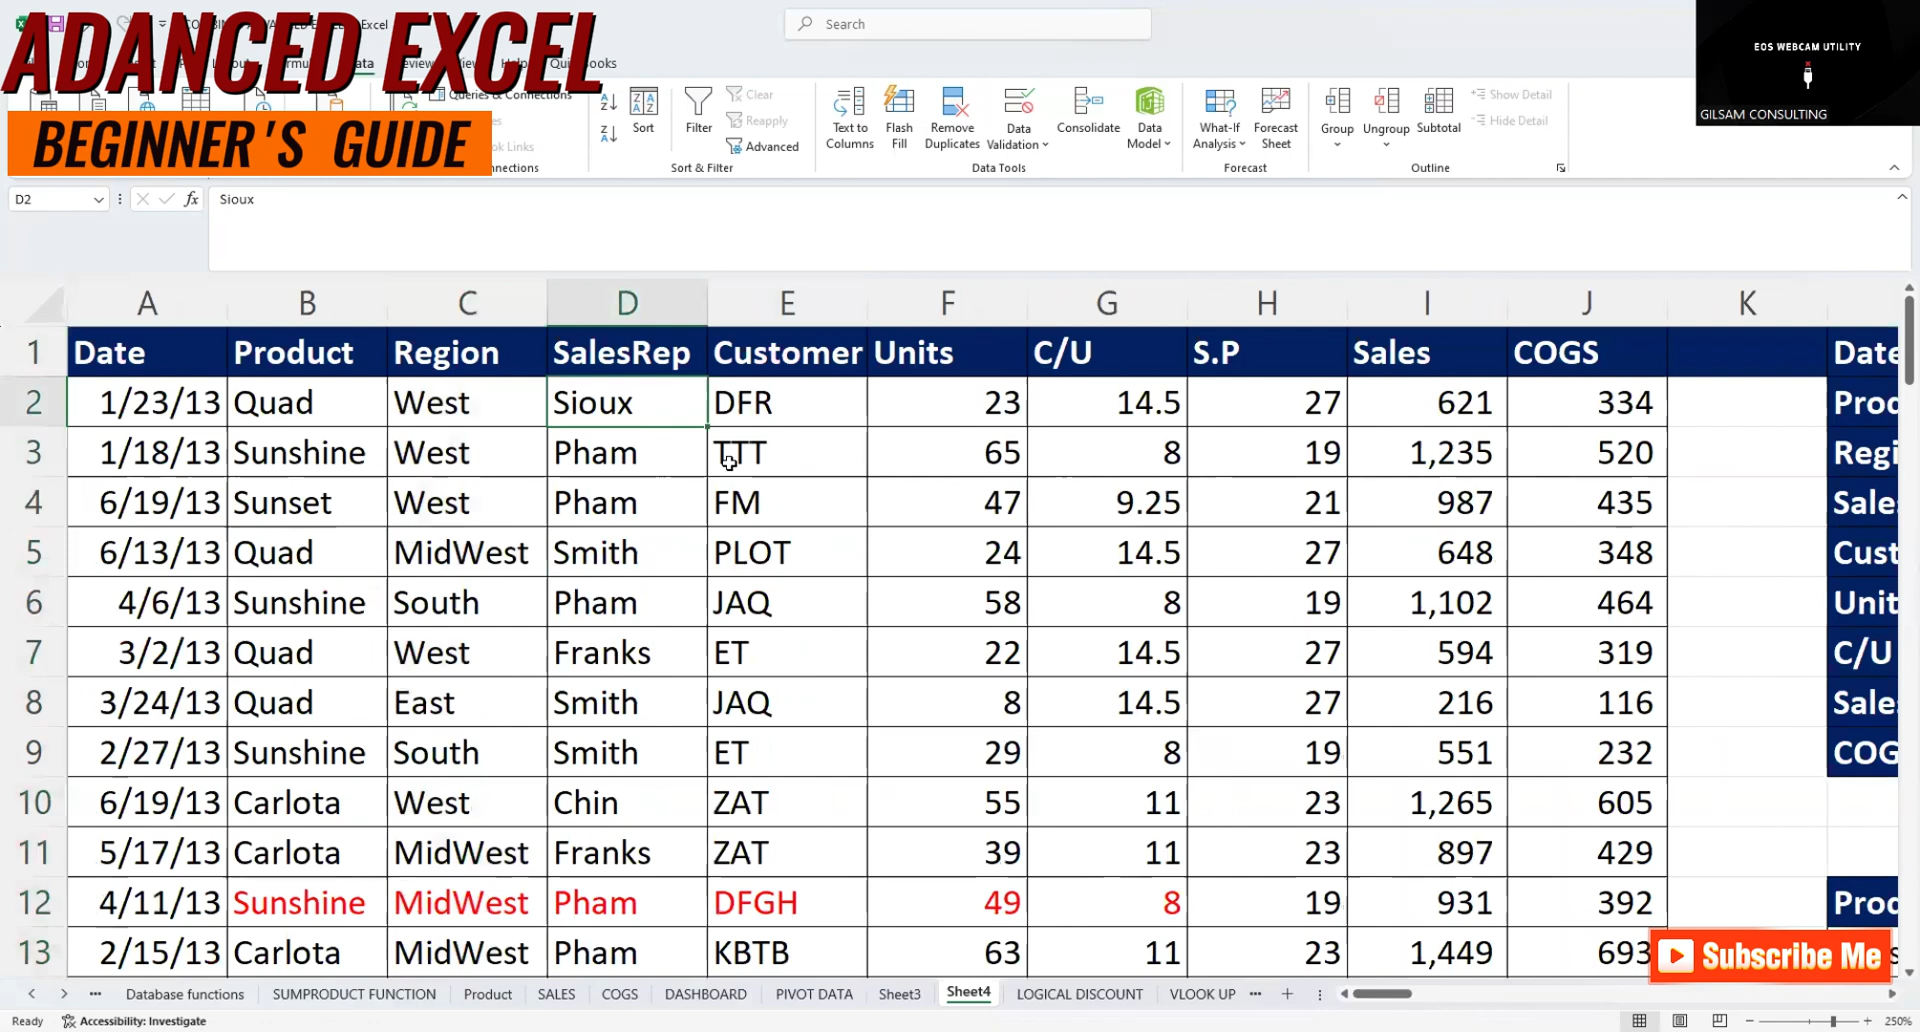 ADANCED EXCEL
BEGINNER'S GUIDE
Excel
Search
EOS WEBCAM UTILITY
GILSAM CONSULTING
Help
Queries & Connections
Sort
Filter
Clear
Reapply
Advanced
Text to Columns
Flash Fill
Remove Duplicates
Data Validation
Consolidate
Data Model
What-If Analysis
Forecast Sheet
Group
Ungroup
Subtotal
Show Detail
Hide Detail
Sort & Filter
Data Tools
Forecast
Outline
D2
fx
Sioux
A B C D E F G H I J K
1 Date Product Region SalesRep Customer Units C/U S.P Sales COGS Date
2 1/23/13 Quad West Sioux DFR 23 14.5 27 621 334
3 1/18/13 Sunshine West Pham TTT 65 8 19 1,235 520
4 6/19/13 Sunset West Pham FM 47 9.25 21 987 435
5 6/13/13 Quad MidWest Smith PLOT 24 14.5 27 648 348
6 4/6/13 Sunshine South Pham JAQ 58 8 19 1,102 464
7 3/2/13 Quad West Franks ET 22 14.5 27 594 319 C/U
8 3/24/13 Quad East Smith JAQ 8 14.5 27 216 116
9 2/27/13 Sunshine South Smith ET 29 8 19 551 232
10 6/19/13 Carlota West Chin ZAT 55 11 23 1,265 605
11 5/17/13 Carlota MidWest Franks ZAT 39 11 23 897 429
12 4/11/13 Sunshine MidWest Pham DFGH 49 8 19 931 392
13 2/15/13 Carlota MidWest Pham KBTB 63 11 23 1,449 693
Subscribe Me
Database functions SUMPRODUCT FUNCTION Product SALES COGS DASHBOARD PIVOT DATA Sheet3 Sheet4 LOGICAL DISCOUNT VLOOK UP
Ready Accessibility: Investigate 250%